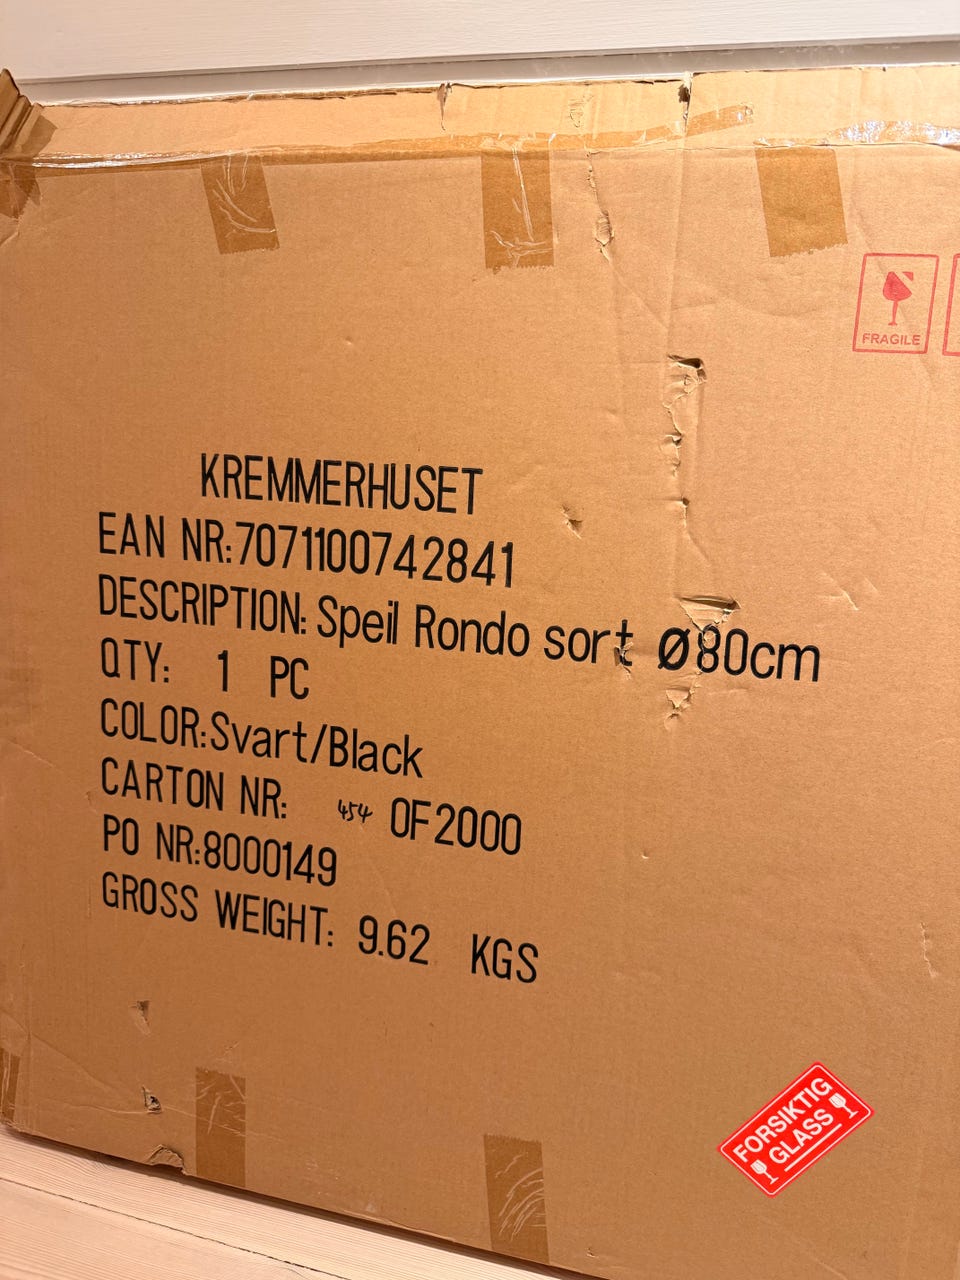 FRAGILE
KREMMERHUSET
EAN NR:7071100742841
DESCRIPTION: Speil Rondo sort Ø80cm
QTY: 1 PC
COLOR:Svart/Black
CARTON NR: 454 OF2000
PO NR:8000149
GROSS WEIGHT: 9.62 KGS
FORSIKTIG
GLASS